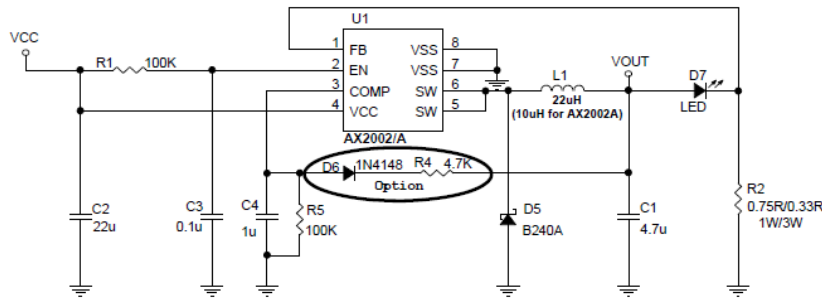 U1
VCC
R1
100K
1
FB
VSS
8
2
EN
VSS
7
3
COMP
SW
6
4
VCC
SW
5
AX2002/A
L1
22uH
(10uH for AX2002A)
VOUT
D7
LED
D6
1N4148
R4
4.7K
Option
C2
22u
C3
0.1u
C4
1u
R5
100K
D5
B240A
C1
4.7u
R2
0.75R/0.33R
1W/3W